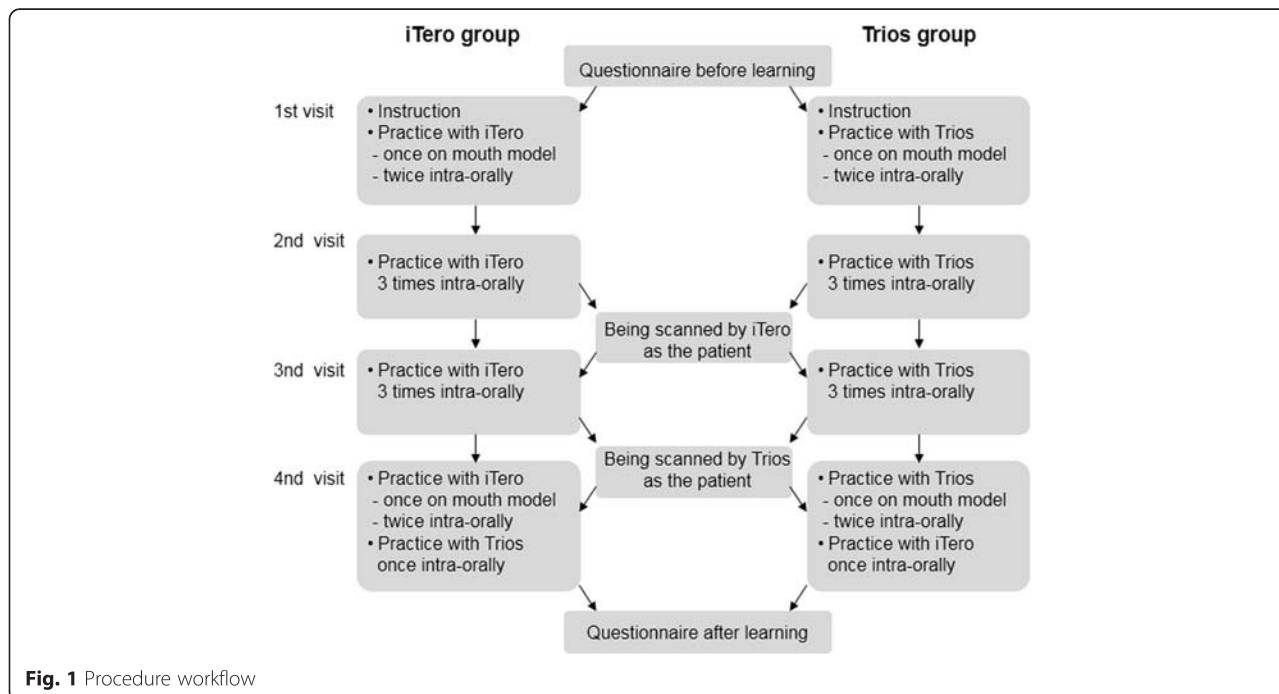 iTero group
Trios group
Questionnaire before learning
1st visit
• Instruction
• Practice with iTero
- once on mouth model
- twice intra-orally
• Instruction
• Practice with Trios
- once on mouth model
- twice intra-orally
2nd visit
• Practice with iTero
3 times intra-orally
• Practice with Trios
3 times intra-orally
Being scanned by iTero
as the patient
3nd visit
• Practice with iTero
3 times intra-orally
• Practice with Trios
3 times intra-orally
Being scanned by Trios
as the patient
4nd visit
• Practice with iTero
- once on mouth model
- twice intra-orally
• Practice with Trios
once intra-orally
• Practice with Trios
- once on mouth model
- twice intra-orally
• Practice with iTero
once intra-orally
Questionnaire after learning
Fig. 1 Procedure workflow